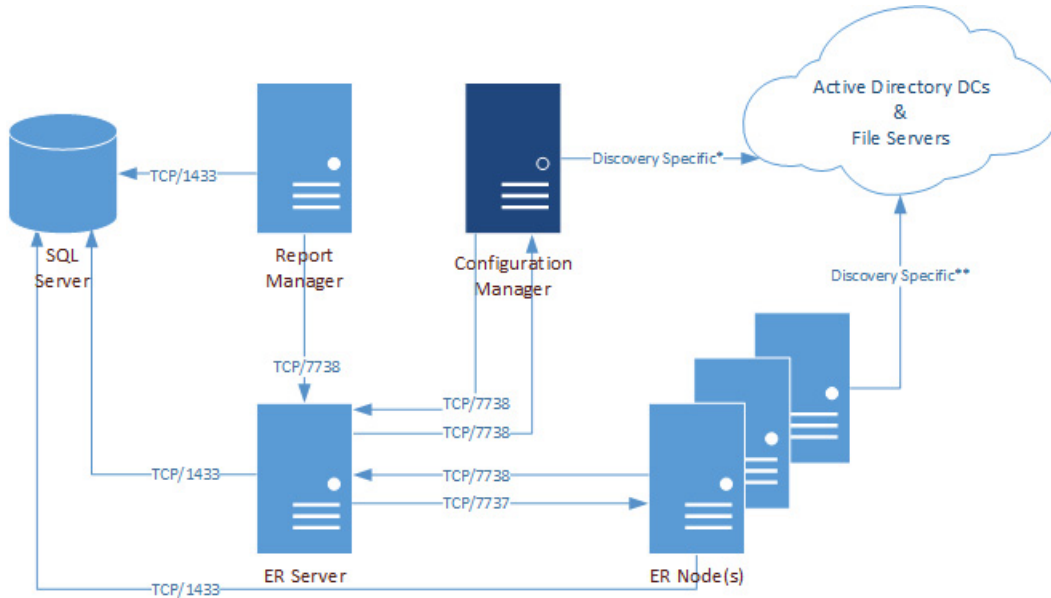 Active Directory DCs
&
File Servers
Discovery Specific*
TCP/1433
SQL
Server
Report
Manager
Configuration
Manager
Discovery Specific**
TCP/7738
TCP/7738
TCP/7738
TCP/1433
TCP/7738
TCP/7737
ER Server
ER Node(s)
TCP/1433